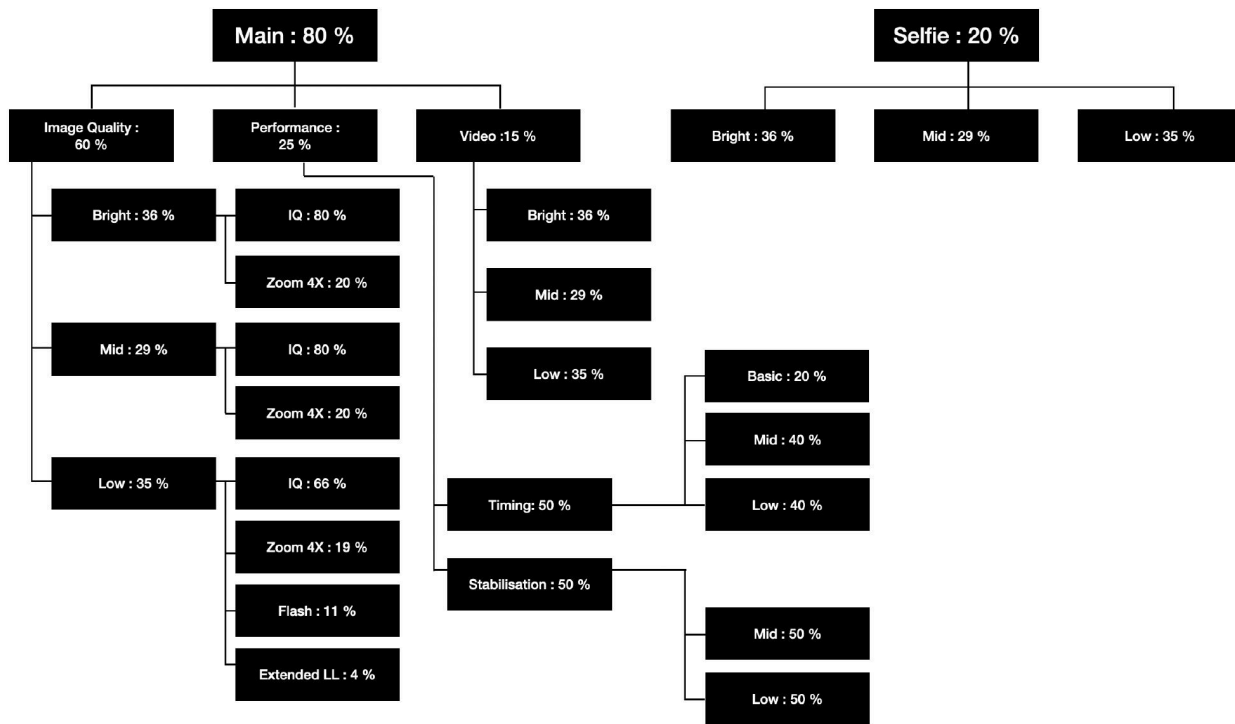 Main : 80 %
Selfie : 20 %
Image Quality :
60 %
Performance :
25 %
Video :15 %
Bright : 36 %
Mid : 29 %
Low : 35 %
Bright : 36 %
IQ : 80 %
Zoom 4X : 20 %
Mid : 29 %
IQ : 80 %
Zoom 4X : 20 %
Low : 35 %
IQ : 66 %
Zoom 4X : 19 %
Flash : 11 %
Extended LL : 4 %
Bright : 36 %
Mid : 29 %
Low : 35 %
Timing: 50 %
Basic : 20 %
Mid : 40 %
Low : 40 %
Stabilisation : 50 %
Mid : 50 %
Low : 50 %